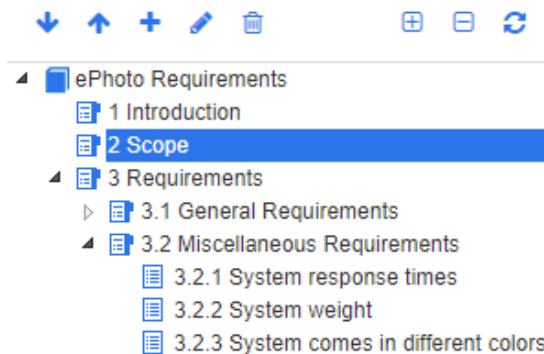 ePhoto Requirements
1 Introduction
2 Scope
3 Requirements
3.1 General Requirements
3.2 Miscellaneous Requirements
3.2.1 System response times
3.2.2 System weight
3.2.3 System comes in different colors